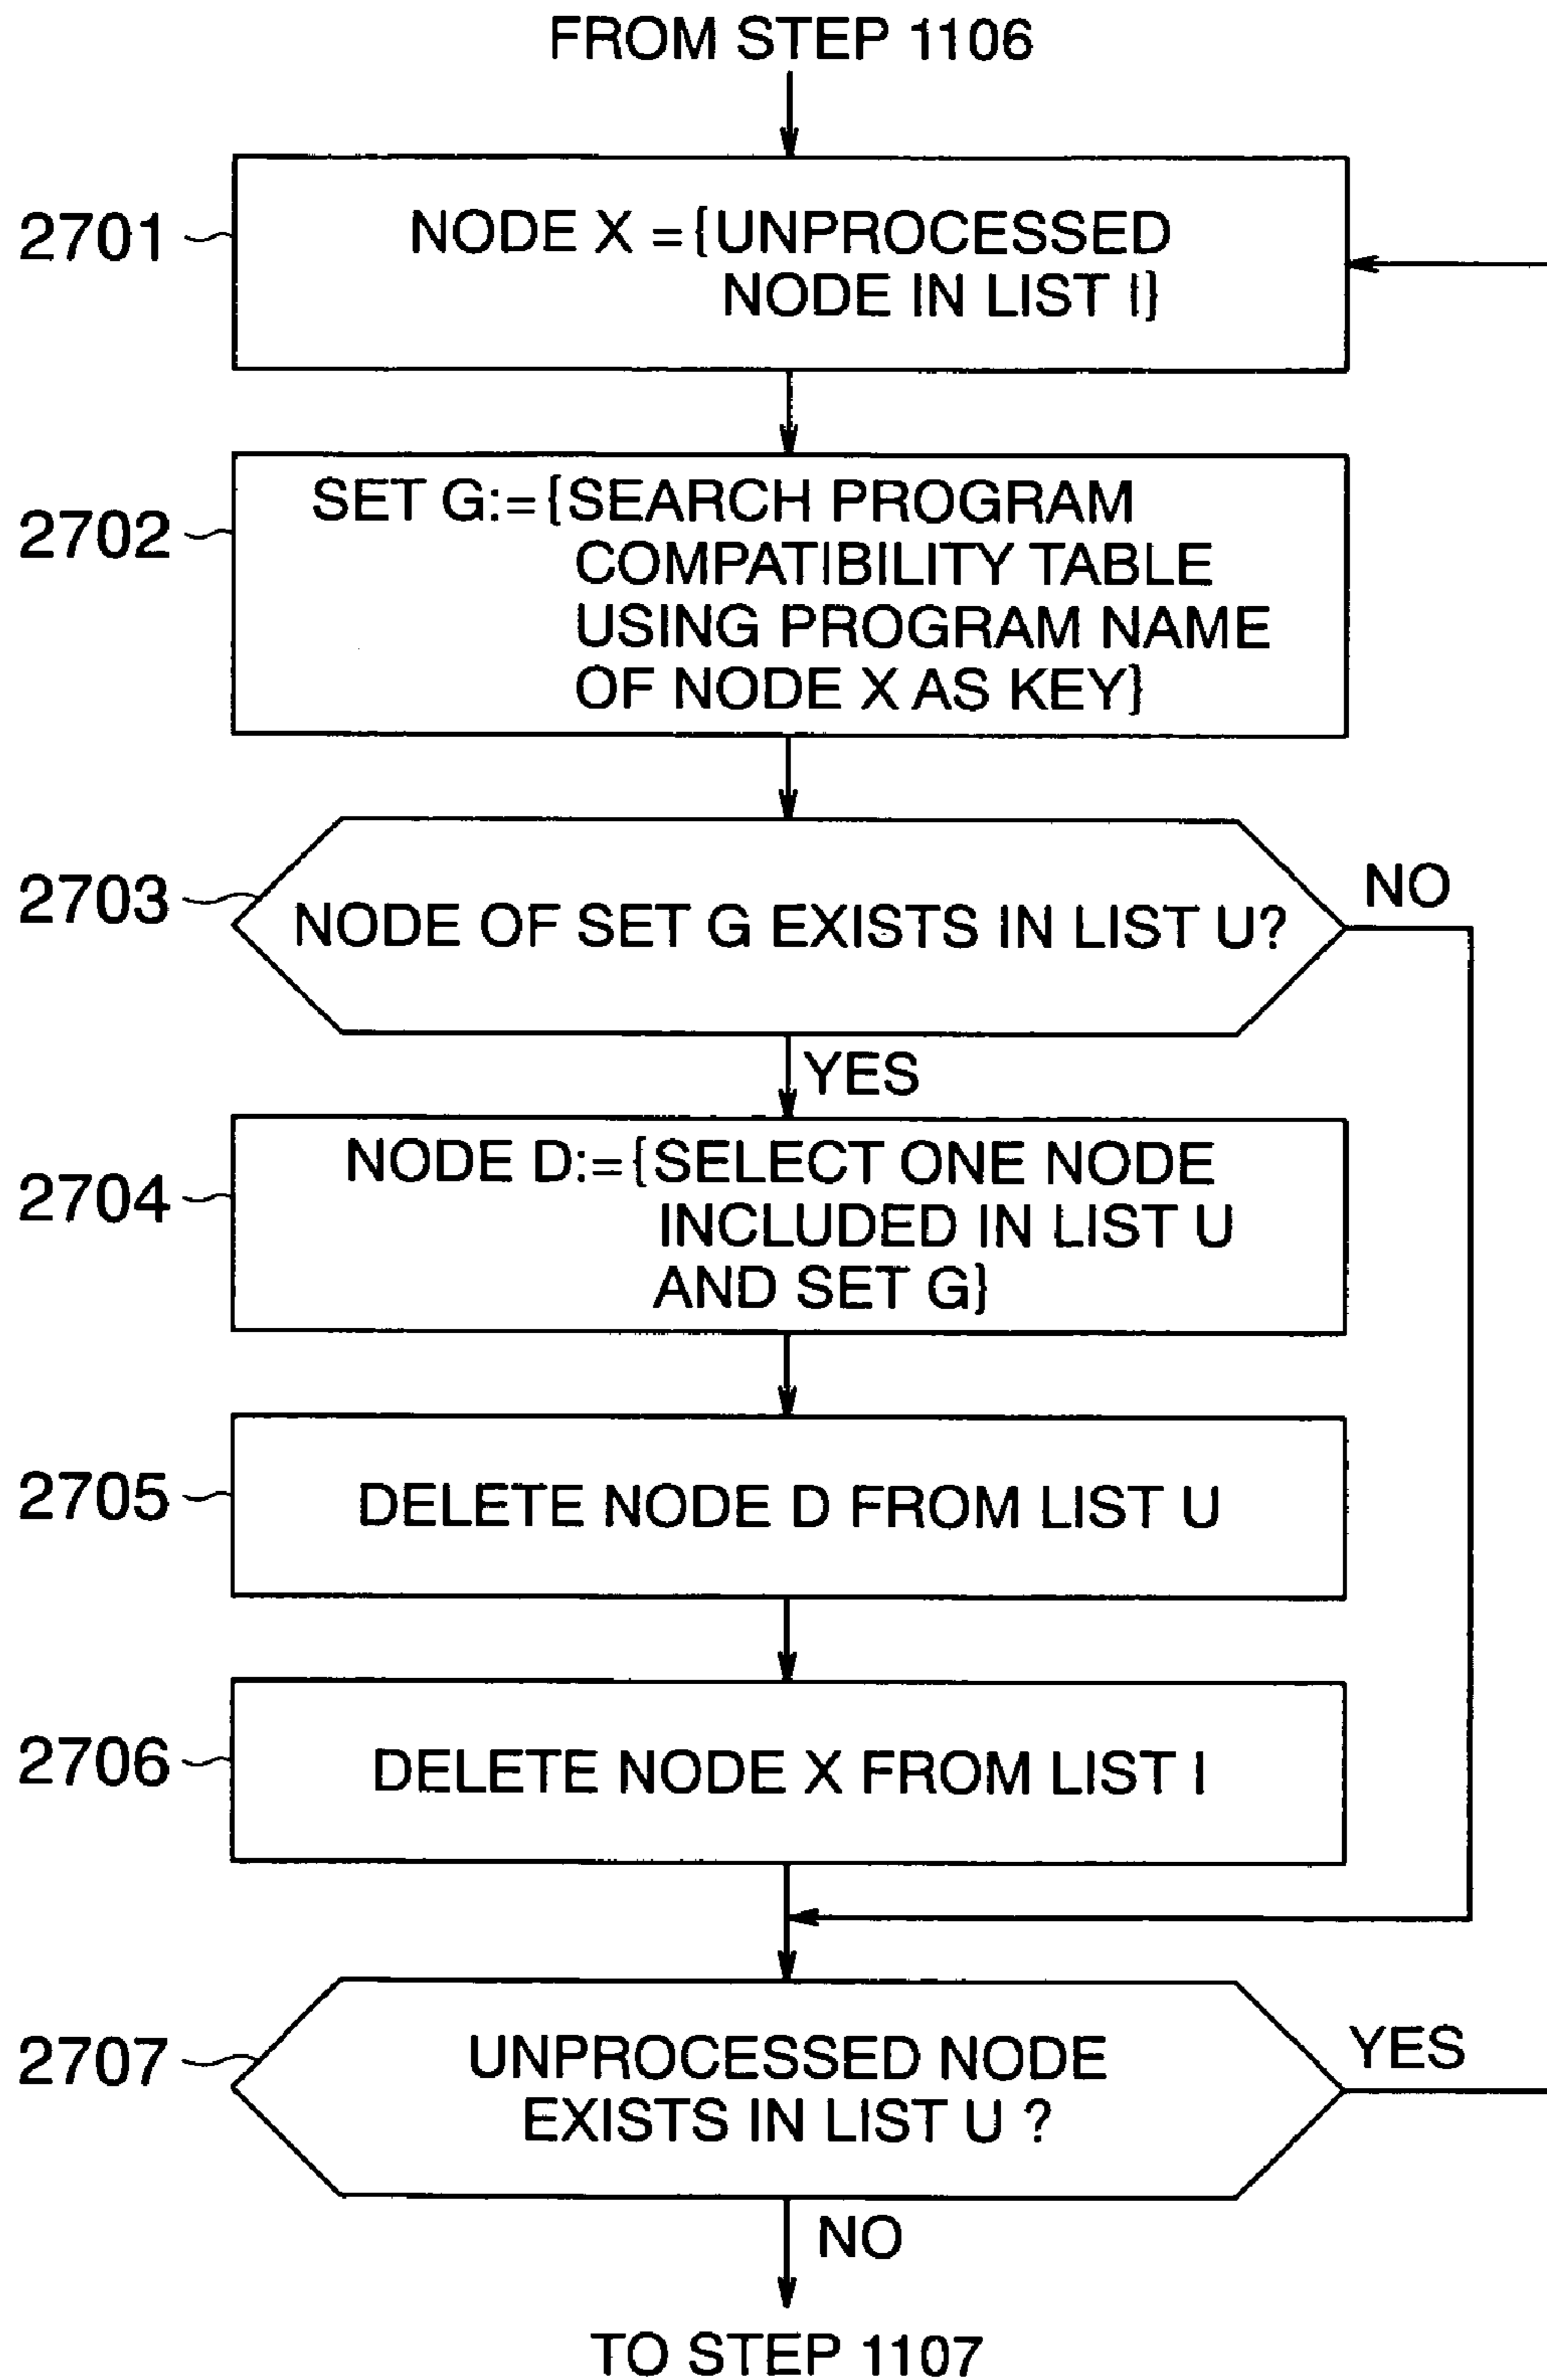 FROM STEP 1106
2701
NODE X ={UNPROCESSED
NODE IN LIST I}
2702
SET G:={SEARCH PROGRAM
COMPATIBILITY TABLE
USING PROGRAM NAME
OF NODE X AS KEY}
2703
NODE OF SET G EXISTS IN LIST U?
NO
YES
2704
NODE D:={SELECT ONE NODE
INCLUDED IN LIST U
AND SET G}
2705
DELETE NODE D FROM LIST U
2706
DELETE NODE X FROM LIST I
2707
UNPROCESSED NODE
EXISTS IN LIST U ?
YES
NO
TO STEP 1107